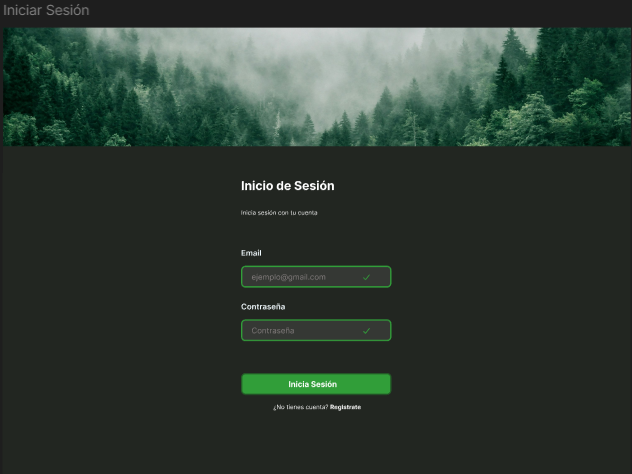 Iniciar Sesión
Inicio de Sesión
Inicia sesión con tu cuenta
Email
ejemplo@gmail.com
Contraseña
Contraseña
Inicia Sesión
¿No tienes cuenta? Registrate